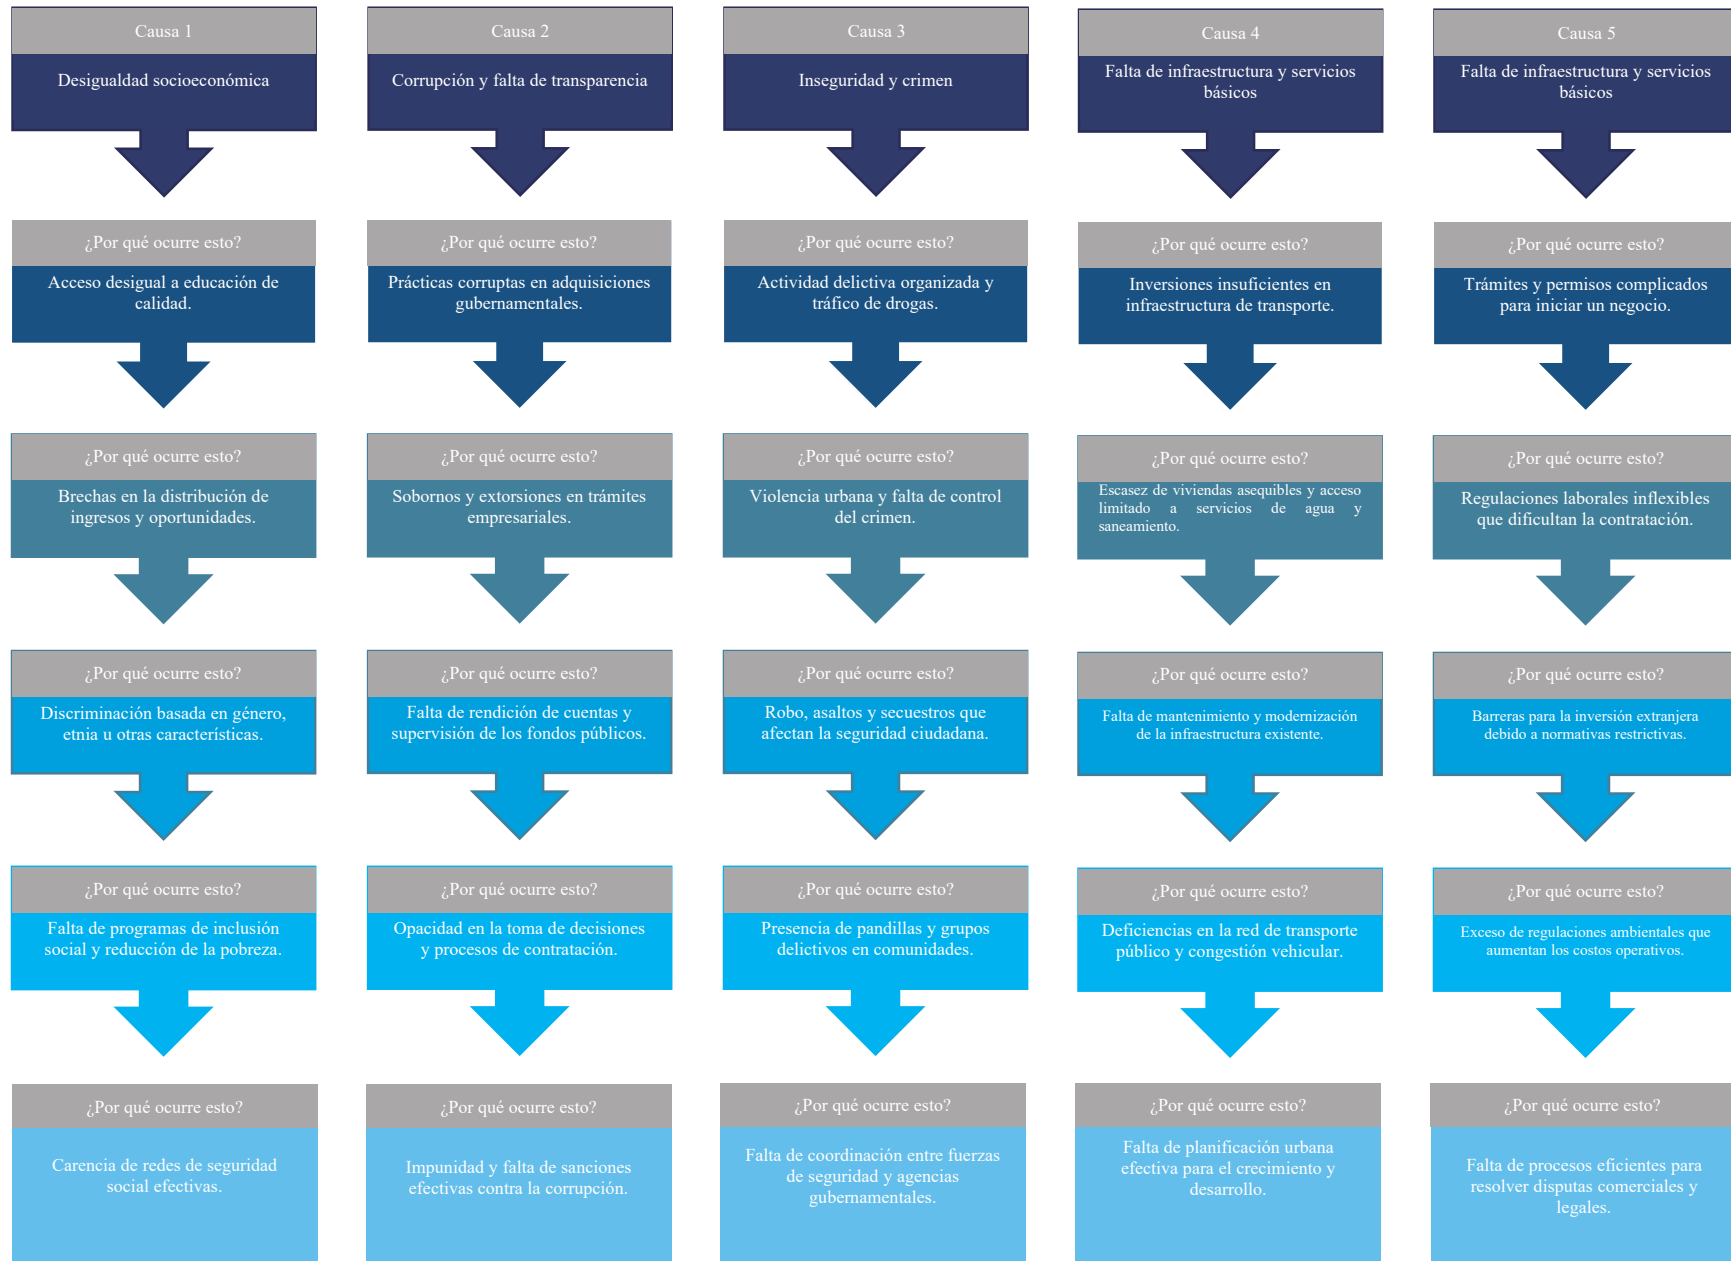 Causa 1
Desigualdad socioeconómica
¿Por qué ocurre esto?
Acceso desigual a educación de
calidad.
¿Por qué ocurre esto?
Brechas en la distribución de
ingresos y oportunidades.
¿Por qué ocurre esto?
Discriminación basada en género,
etnia u otras características.
¿Por qué ocurre esto?
Falta de programas de inclusión
social y reducción de la pobreza.
¿Por qué ocurre esto?
Carencia de redes de seguridad
social efectivas.
Causa 2
Corrupción y falta de transparencia
¿Por qué ocurre esto?
Prácticas corruptas en adquisiciones
gubernamentales.
¿Por qué ocurre esto?
Sobornos y extorsiones en trámites
empresariales.
¿Por qué ocurre esto?
Falta de rendición de cuentas y
supervisión de los fondos públicos.
¿Por qué ocurre esto?
Opacidad en la toma de decisiones
y procesos de contratación.
¿Por qué ocurre esto?
Impunidad y falta de sanciones
efectivas contra la corrupción.
Causa 3
Inseguridad y crimen
¿Por qué ocurre esto?
Actividad delictiva organizada y
tráfico de drogas.
¿Por qué ocurre esto?
Violencia urbana y falta de control
del crimen.
¿Por qué ocurre esto?
Robo, asaltos y secuestros que
afectan la seguridad ciudadana.
¿Por qué ocurre esto?
Presencia de pandillas y grupos
delictivos en comunidades.
¿Por qué ocurre esto?
Falta de coordinación entre fuerzas
de seguridad y agencias
gubernamentales.
Causa 4
Falta de infraestructura y servicios
básicos
¿Por qué ocurre esto?
Inversiones insuficientes en
infraestructura de transporte.
¿Por qué ocurre esto?
Escasez de viviendas asequibles y acceso
limitado a servicios de agua y
saneamiento.
¿Por qué ocurre esto?
Falta de mantenimiento y modernización
de la infraestructura existente.
¿Por qué ocurre esto?
Deficiencias en la red de transporte
público y congestión vehicular.
¿Por qué ocurre esto?
Falta de planificación urbana
efectiva para el crecimiento y
desarrollo.
Causa 5
Falta de infraestructura y servicios
básicos
¿Por qué ocurre esto?
Trámites y permisos complicados
para iniciar un negocio.
¿Por qué ocurre esto?
Regulaciones laborales inflexibles
que dificultan la contratación.
¿Por qué ocurre esto?
Barreras para la inversión extranjera
debido a normativas restrictivas.
¿Por qué ocurre esto?
Exceso de regulaciones ambientales que
aumentan los costos operativos.
¿Por qué ocurre esto?
Falta de procesos eficientes para
resolver disputas comerciales y
legales.